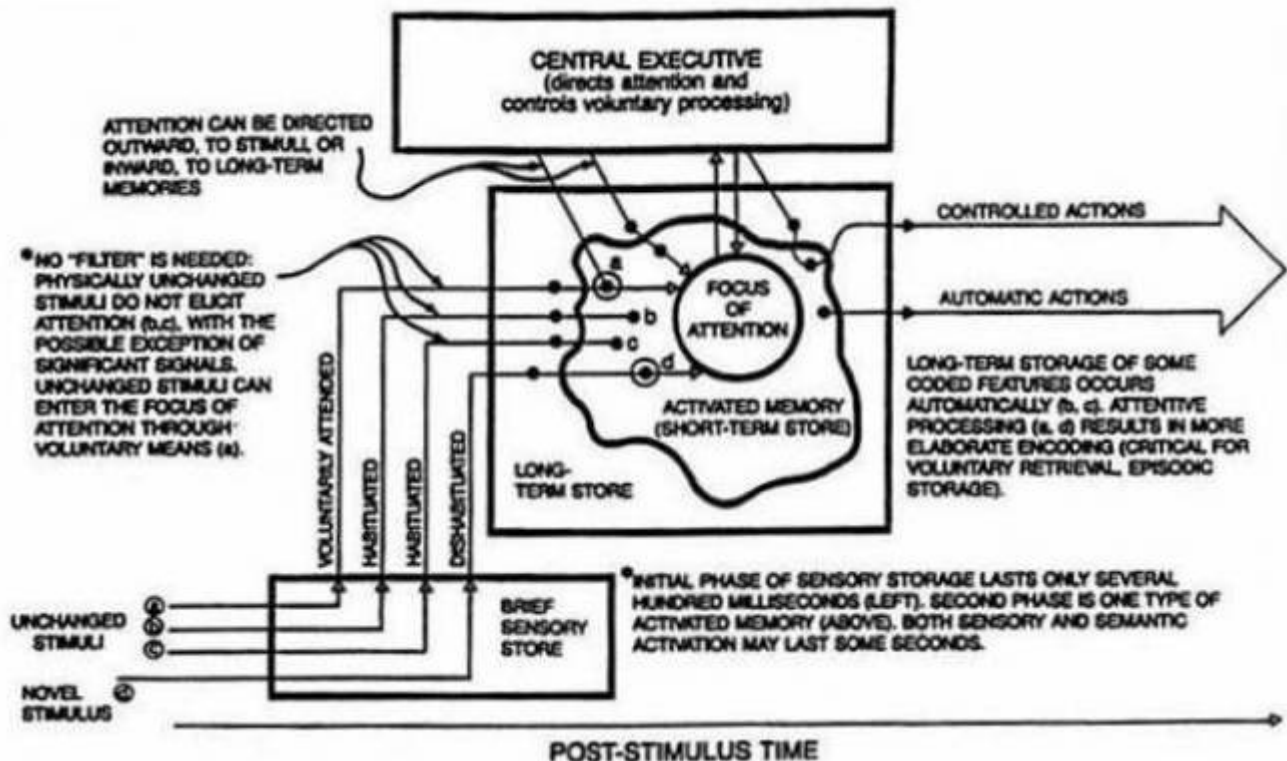 CENTRAL EXECUTIVE
(directs attention and
controls voluntary processing)
ATTENTION CAN BE DIRECTED
OUTWARD, TO STIMULI OR
INWARD, TO LONG-TERM
MEMORIES
NO "FILTER" IS NEEDED:
PHYSICALLY UNCHANGED
STIMULI DO NOT ELICIT
ATTENTION (b,c), WITH THE
POSSIBLE EXCEPTION OF
SIGNIFICANT SIGNALS.
UNCHANGED STIMULI CAN
ENTER THE FOCUS OF
ATTENTION THROUGH
VOLUNTARY MEANS (a).
a
b
c
d
FOCUS
OF
ATTENTION
ACTIVATED MEMORY
(SHORT-TERM STORE)
LONG-
TERM STORE
CONTROLLED ACTIONS
AUTOMATIC ACTIONS
LONG-TERM STORAGE OF SOME
CODED FEATURES OCCURS
AUTOMATICALLY (b, c). ATTENTIVE
PROCESSING (a, d) RESULTS IN MORE
ELABORATE ENCODING (CRITICAL FOR
VOLUNTARY RETRIEVAL, EPISODIC
STORAGE).
VOLUNTARILY ATTENDED
HABITUATED
HABITUATED
DISHABITUATED
UNCHANGED
STIMULI
a
b
c
NOVEL
STIMULUS
d
BRIEF
SENSORY
STORE
INITIAL PHASE OF SENSORY STORAGE LASTS ONLY SEVERAL
HUNDRED MILLISECONDS (LEFT). SECOND PHASE IS ONE TYPE OF
ACTIVATED MEMORY (ABOVE). BOTH SENSORY AND SEMANTIC
ACTIVATION MAY LAST SOME SECONDS.
POST-STIMULUS TIME